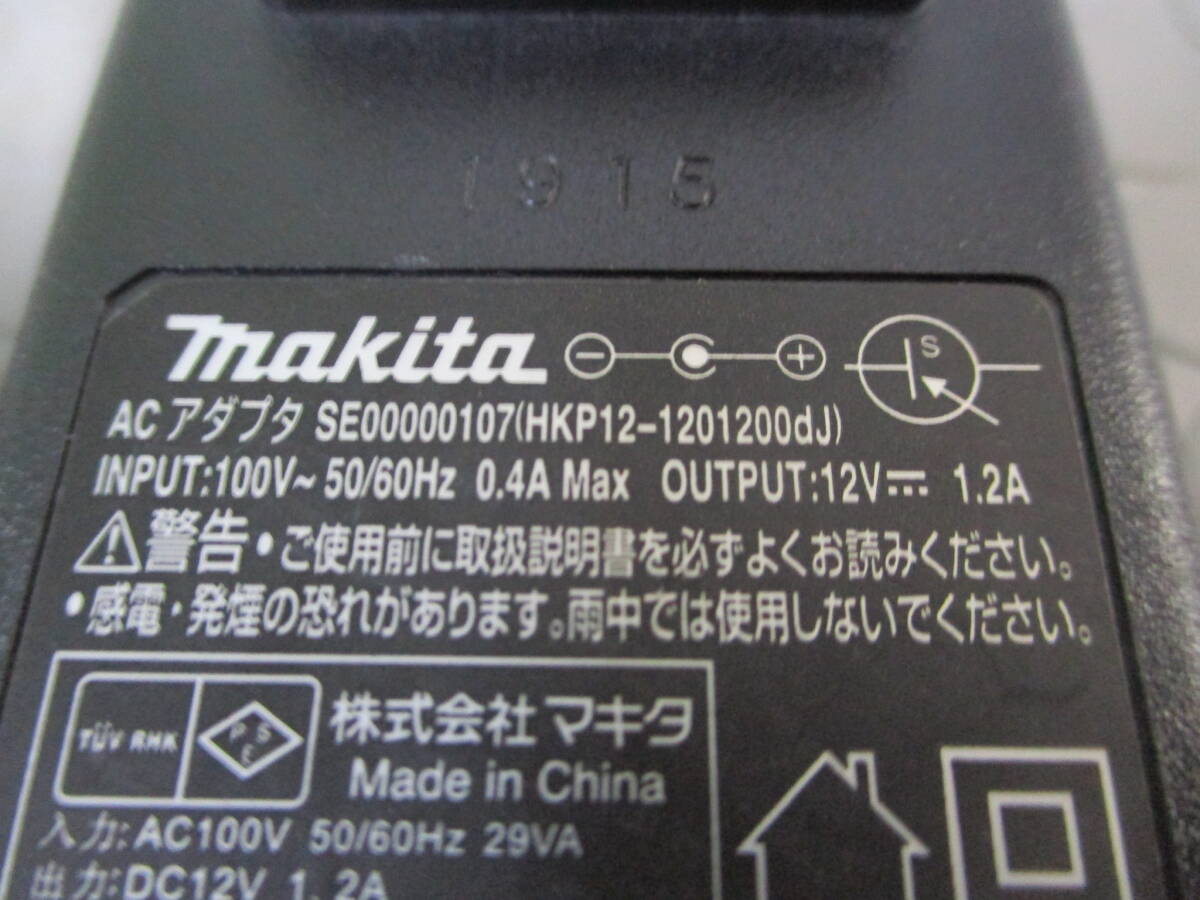 1915
makita
S
ACアダプタ SE00000107(HKP12-1201200dJ)
INPUT:100V~ 50/60Hz 0.4A Max OUTPUT:12V⎓ 1.2A
⚠警告・ご使用前に取扱説明書を必ずよくお読みください。
・感電・発煙の恐れがあります。雨中では使用しないでください。
TÜV RHK
PSE
株式会社マキタ
Made in China
入力:AC100V 50/60Hz 29VA
出力:DC12V 1.2A